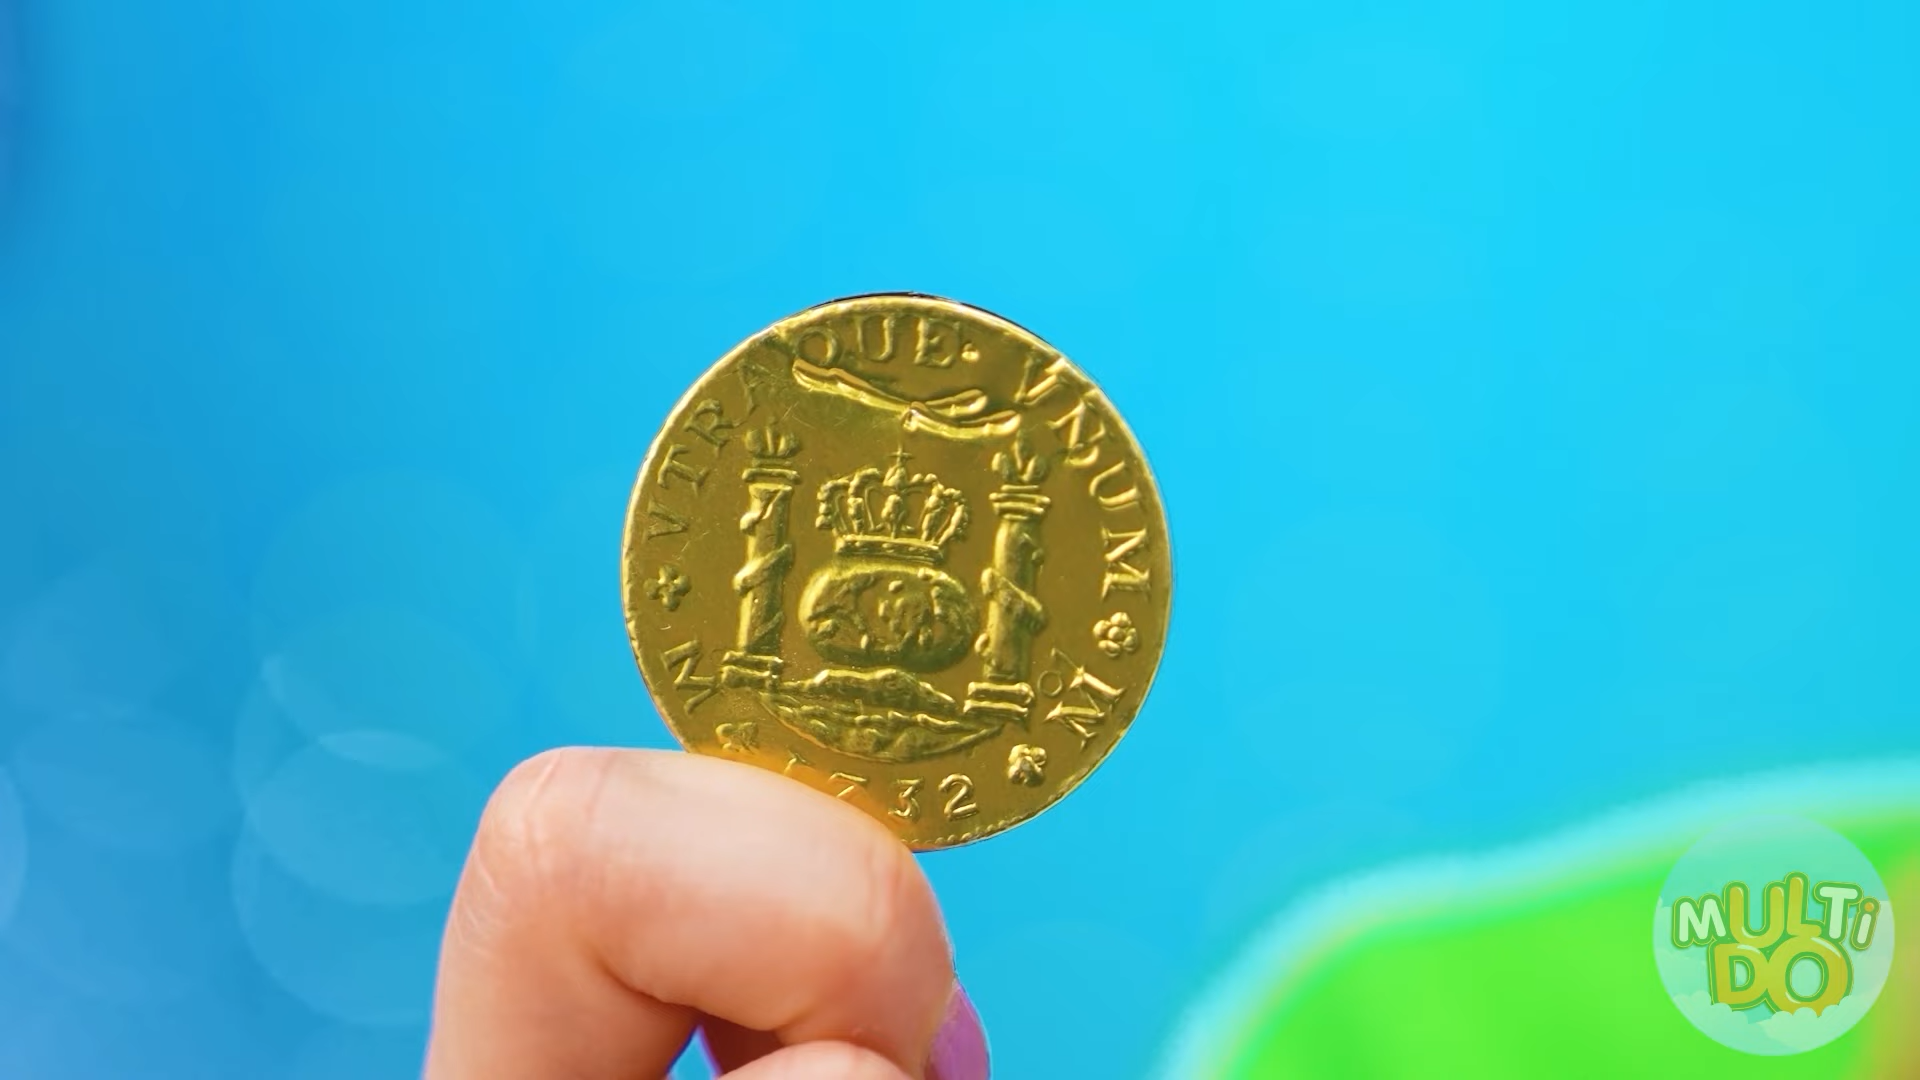 VTRAQUE VNUM
M
M
1732
MULTi
DO